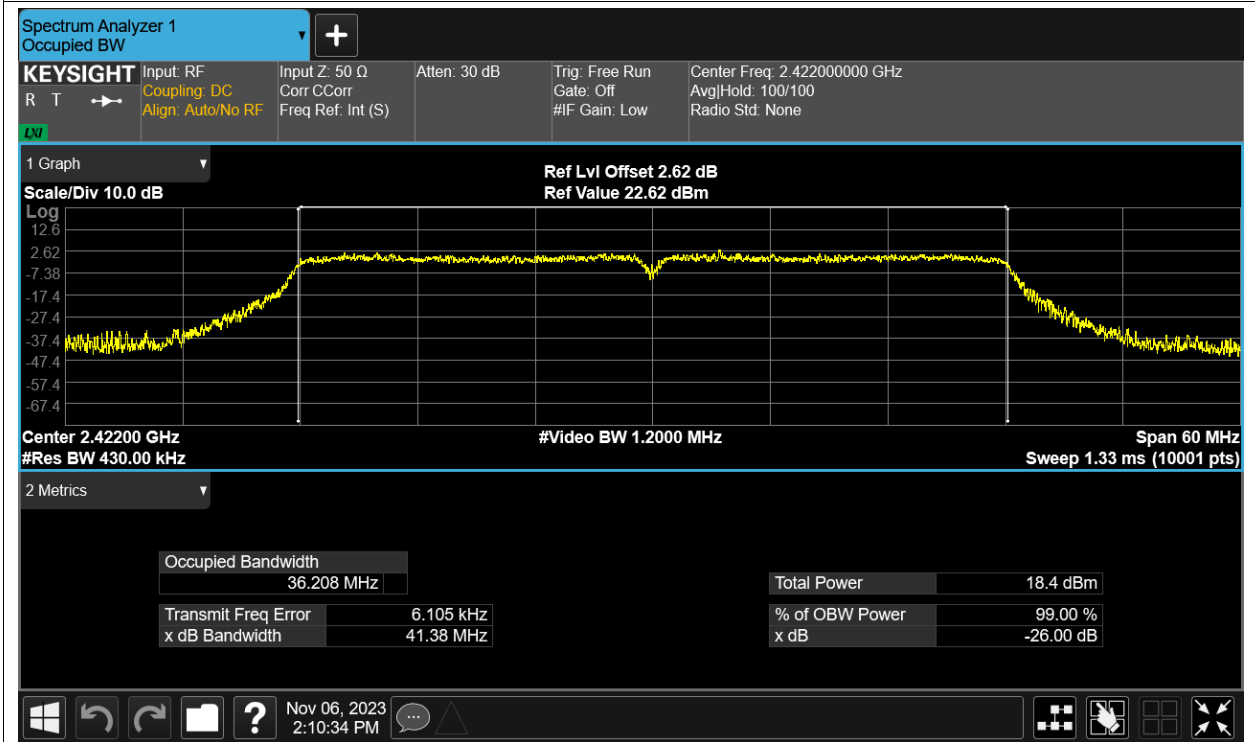 Spectrum Analyzer 1
Occupied BW
KEYSIGHT
R T
LXI
Input: RF
Coupling: DC
Align: Auto/No RF
Input Z: 50 Ω
Corr CCorr
Freq Ref: Int (S)
Atten: 30 dB
Trig: Free Run
Gate: Off
#IF Gain: Low
Center Freq: 2.422000000 GHz
Avg|Hold: 100/100
Radio Std: None
1 Graph
Scale/Div 10.0 dB
Ref Lvl Offset 2.62 dB
Ref Value 22.62 dBm
Log
12.6
2.62
-7.38
-17.4
-27.4
-37.4
-47.4
-57.4
-67.4
Center 2.42200 GHz
#Video BW 1.2000 MHz
Span 60 MHz
#Res BW 430.00 kHz
Sweep 1.33 ms (10001 pts)
2 Metrics
Occupied Bandwidth
36.208 MHz
Total Power 18.4 dBm
Transmit Freq Error 6.105 kHz
% of OBW Power 99.00 %
x dB Bandwidth 41.38 MHz
x dB -26.00 dB
?
Nov 06, 2023
2:10:34 PM